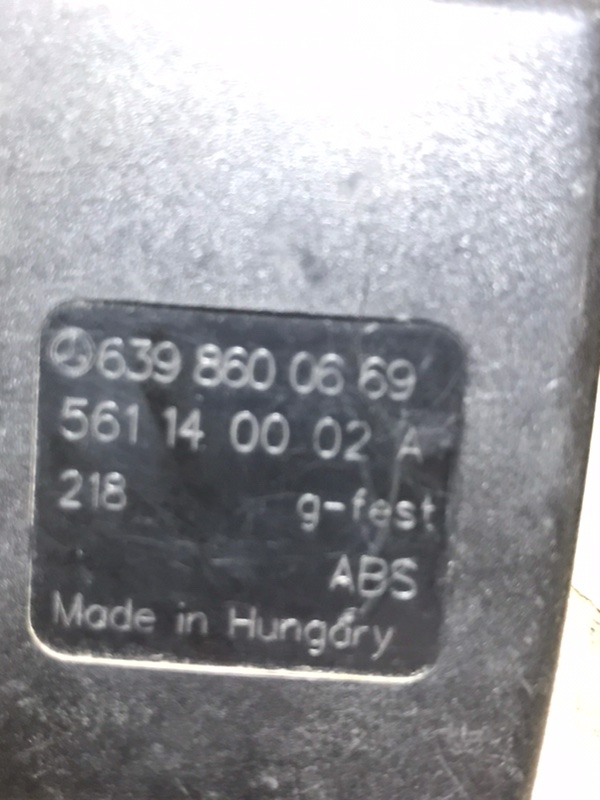 639 860 06 69
561 14 00 02 A
218 g-fest
ABS
Made in Hungary